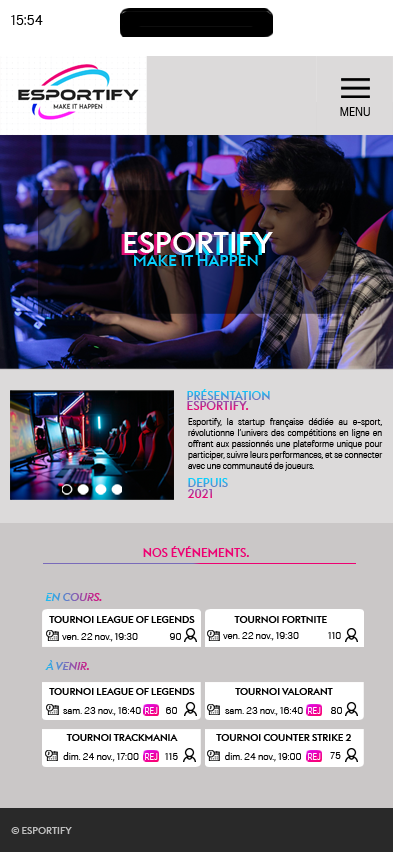 15:54
ESPORTIFY
MAKE IT HAPPEN
MENU
ESPORTIFY
MAKE IT HAPPEN
PRÉSENTATION
ESPORTIFY.
Esportify, la startup française dédiée au e-sport,
révolutionne l'univers des compétitions en ligne en
offrant aux passionnés une plateforme unique pour
participer, suivre leurs performances, et se connecter
avec une communauté de joueurs.
DEPUIS
2021
NOS ÉVÉNEMENTS.
EN COURS.
TOURNOI LEAGUE OF LEGENDS
ven. 22 nov., 19:30 90
TOURNOI FORTNITE
ven. 22 nov., 19:30 110
À VENIR.
TOURNOI LEAGUE OF LEGENDS
sam. 23 nov., 16:40 REJ 60
TOURNOI VALORANT
sam. 23 nov., 16:40 REJ 80
TOURNOI TRACKMANIA
dim. 24 nov., 17:00 REJ 115
TOURNOI COUNTER STRIKE 2
dim. 24 nov., 19:00 REJ 75
© ESPORTIFY